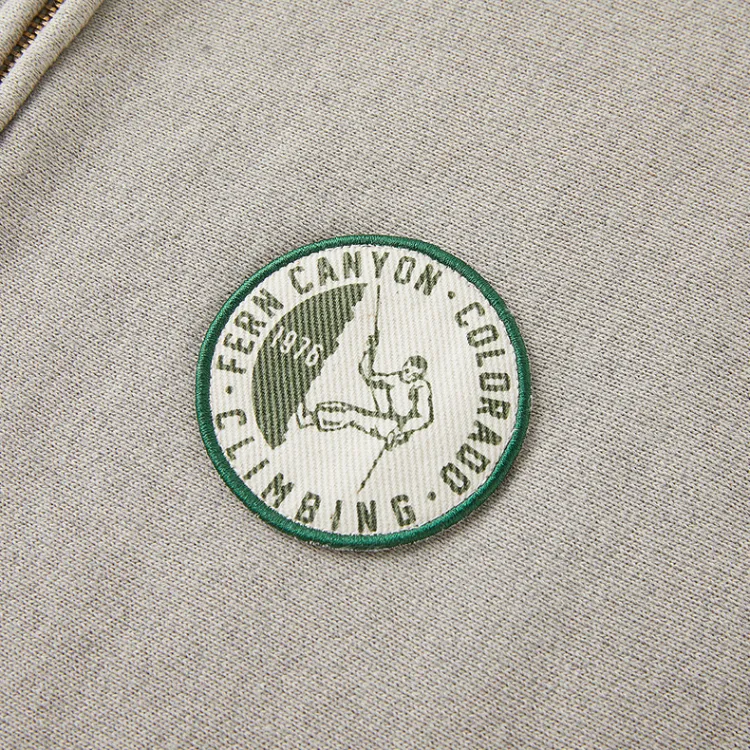 FERN CANYON · COLORADO · CLIMBING ·
1976